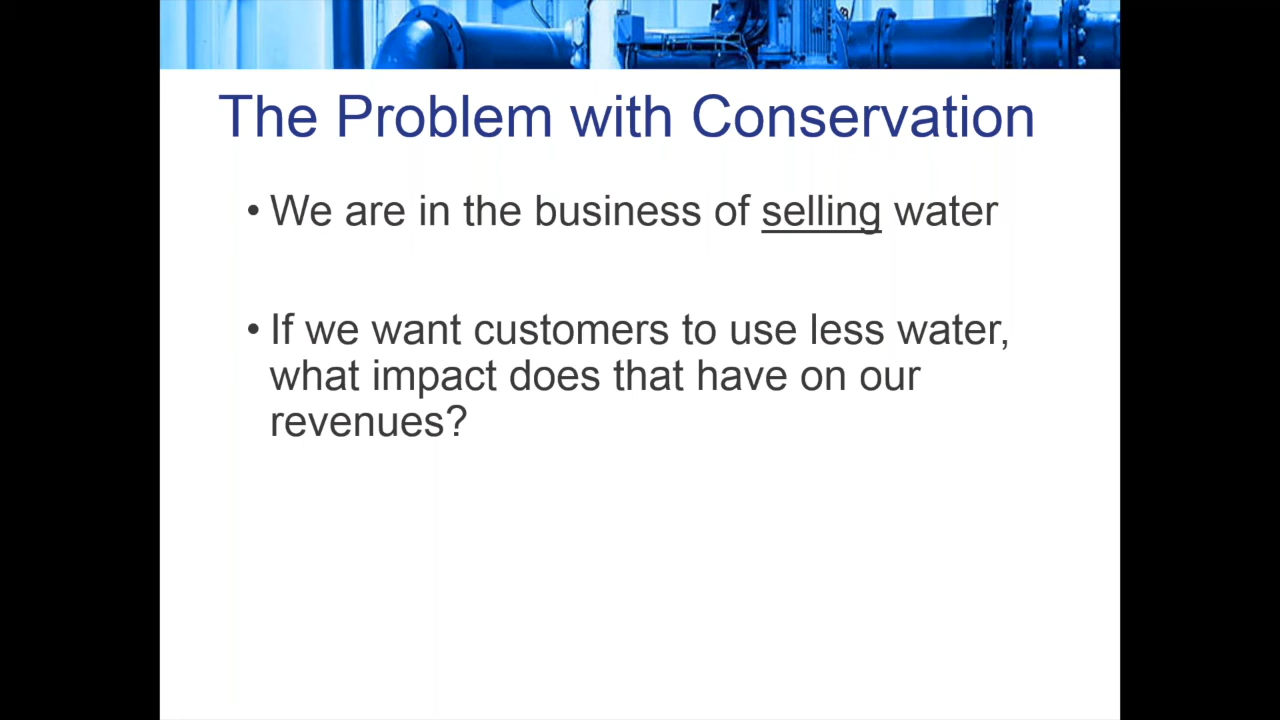 The Problem with Conservation
• We are in the business of selling water
• If we want customers to use less water,
what impact does that have on our
revenues?